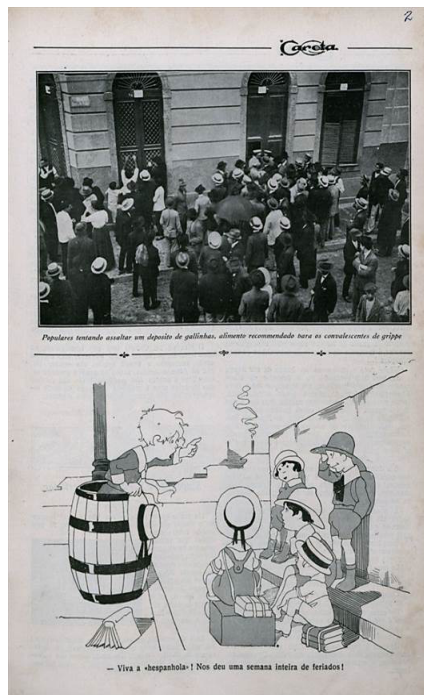 2
Careta
Populares tentando assaltar um deposito de gallinhas, alimento recommendado para os convalescentes de grippe
— Viva a «hespanhola»! Nos deu uma semana inteira de feriados!